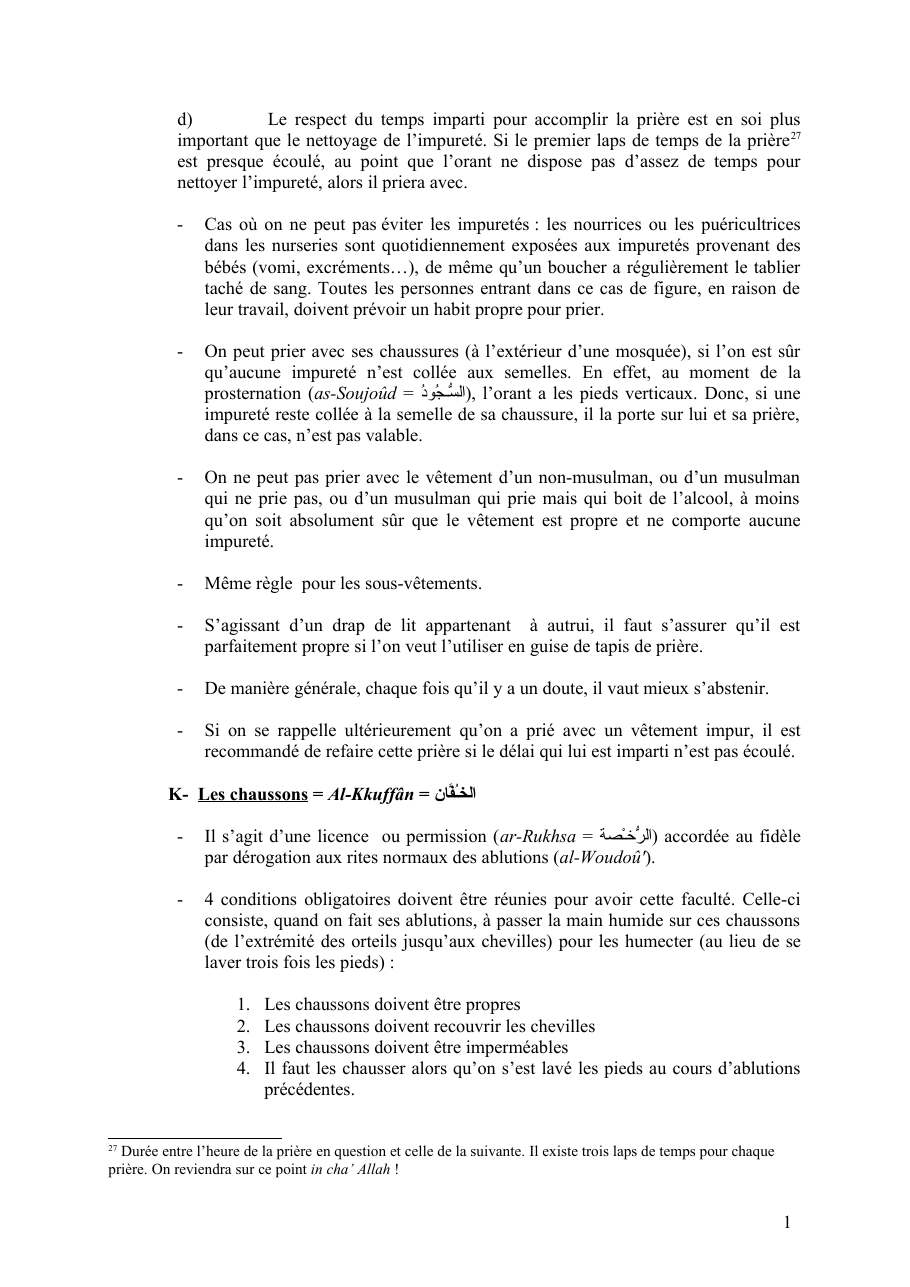 d) Le respect du temps imparti pour accomplir la prière est en soi plus
important que le nettoyage de l’impureté. Si le premier laps de temps de la prière27
est presque écoulé, au point que l’orant ne dispose pas d’assez de temps pour
nettoyer l’impureté, alors il priera avec.
- Cas où on ne peut pas éviter les impuretés : les nourrices ou les puéricultrices
dans les nurseries sont quotidiennement exposées aux impuretés provenant des
bébés (vomi, excréments…), de même qu’un boucher a régulièrement le tablier
taché de sang. Toutes les personnes entrant dans ce cas de figure, en raison de
leur travail, doivent prévoir un habit propre pour prier.
- On peut prier avec ses chaussures (à l’extérieur d’une mosquée), si l’on est sûr
qu’aucune impureté n’est collée aux semelles. En effet, au moment de la
prosternation (as-Soujoûd = السُّـجُودُ), l’orant a les pieds verticaux. Donc, si une
impureté reste collée à la semelle de sa chaussure, il la porte sur lui et sa prière,
dans ce cas, n’est pas valable.
- On ne peut pas prier avec le vêtement d’un non-musulman, ou d’un musulman
qui ne prie pas, ou d’un musulman qui prie mais qui boit de l’alcool, à moins
qu’on soit absolument sûr que le vêtement est propre et ne comporte aucune
impureté.
- Même règle pour les sous-vêtements.
- S’agissant d’un drap de lit appartenant à autrui, il faut s’assurer qu’il est
parfaitement propre si l’on veut l’utiliser en guise de tapis de prière.
- De manière générale, chaque fois qu’il y a un doute, il vaut mieux s’abstenir.
- Si on se rappelle ultérieurement qu’on a prié avec un vêtement impur, il est
recommandé de refaire cette prière si le délai qui lui est imparti n’est pas écoulé.
K- Les chaussons = Al-Kkuffân = الخُـفَّان
- Il s’agit d’une licence ou permission (ar-Rukhsa = الرُّخـْصة) accordée au fidèle
par dérogation aux rites normaux des ablutions (al-Woudoû').
- 4 conditions obligatoires doivent être réunies pour avoir cette faculté. Celle-ci
consiste, quand on fait ses ablutions, à passer la main humide sur ces chaussons
(de l’extrémité des orteils jusqu’aux chevilles) pour les humecter (au lieu de se
laver trois fois les pieds) :
1. Les chaussons doivent être propres
2. Les chaussons doivent recouvrir les chevilles
3. Les chaussons doivent être imperméables
4. Il faut les chausser alors qu’on s’est lavé les pieds au cours d’ablutions
précédentes.
27 Durée entre l’heure de la prière en question et celle de la suivante. Il existe trois laps de temps pour chaque
prière. On reviendra sur ce point in cha’ Allah !
1